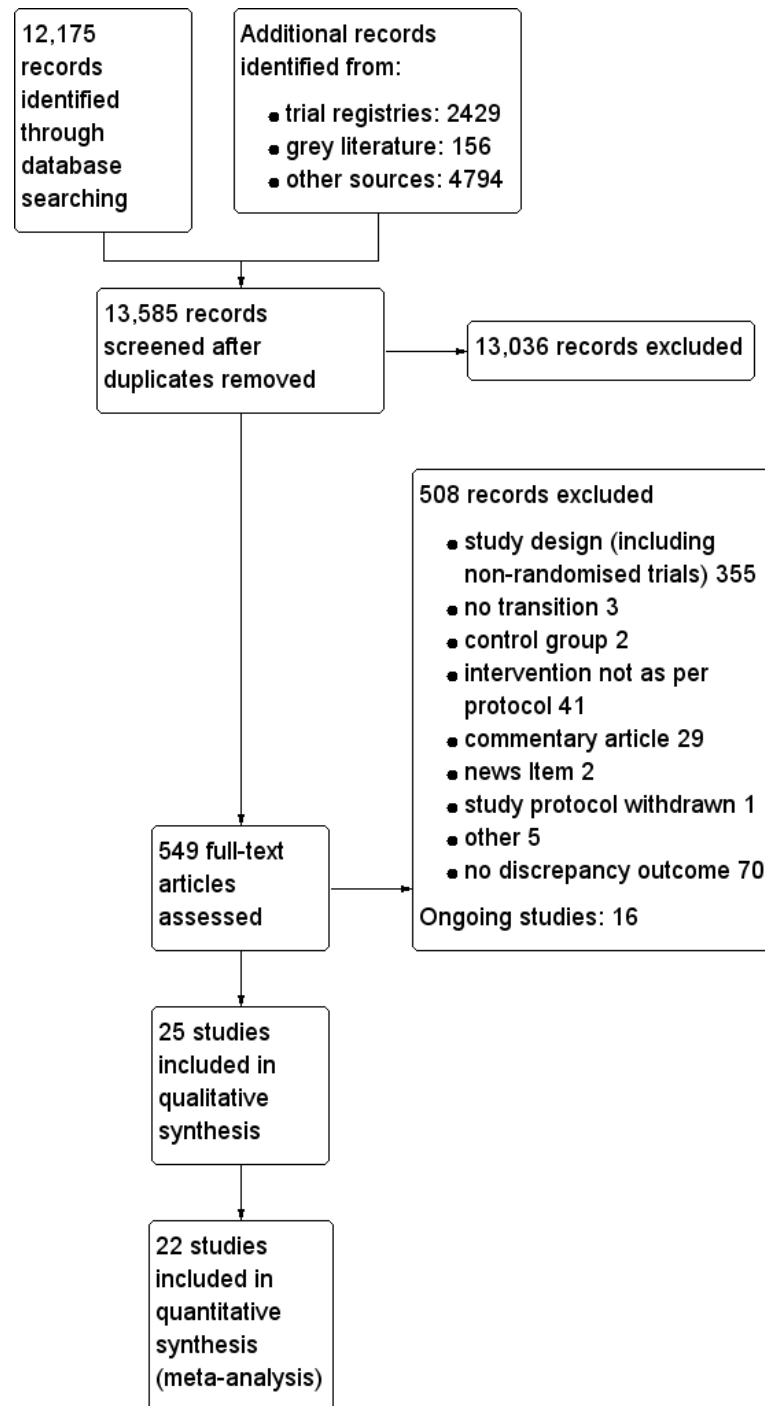 12,175
records
identified
through
database
searching
Additional records
identified from:
● trial registries: 2429
● grey literature: 156
● other sources: 4794
13,585 records
screened after
duplicates removed
13,036 records excluded
508 records excluded
● study design (including
non-randomised trials) 355
● no transition 3
● control group 2
● intervention not as per
protocol 41
● commentary article 29
● news Item 2
● study protocol withdrawn 1
● other 5
● no discrepancy outcome 70
Ongoing studies: 16
549 full-text
articles
assessed
25 studies
included in
qualitative
synthesis
22 studies
included in
quantitative
synthesis
(meta-analysis)